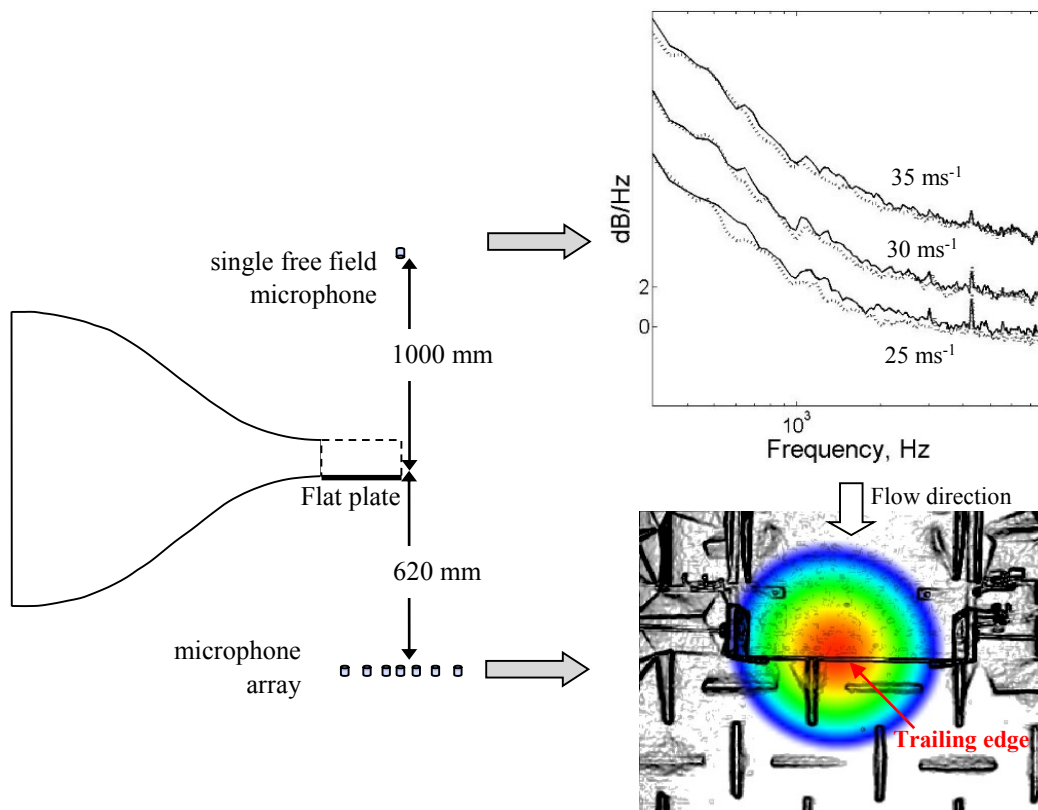 single free field
microphone
1000 mm
Flat plate
620 mm
microphone
array
dB/Hz
2
0
35 ms-1
30 ms-1
25 ms-1
10³
Frequency, Hz
Flow direction
Trailing edge